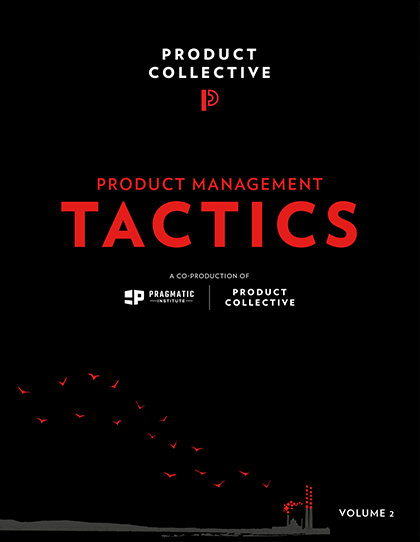 PRODUCT
COLLECTIVE
PRODUCT MANAGEMENT
TACTICS
A CO-PRODUCTION OF
PRAGMATIC
INSTITUTE
PRODUCT
COLLECTIVE
VOLUME 2